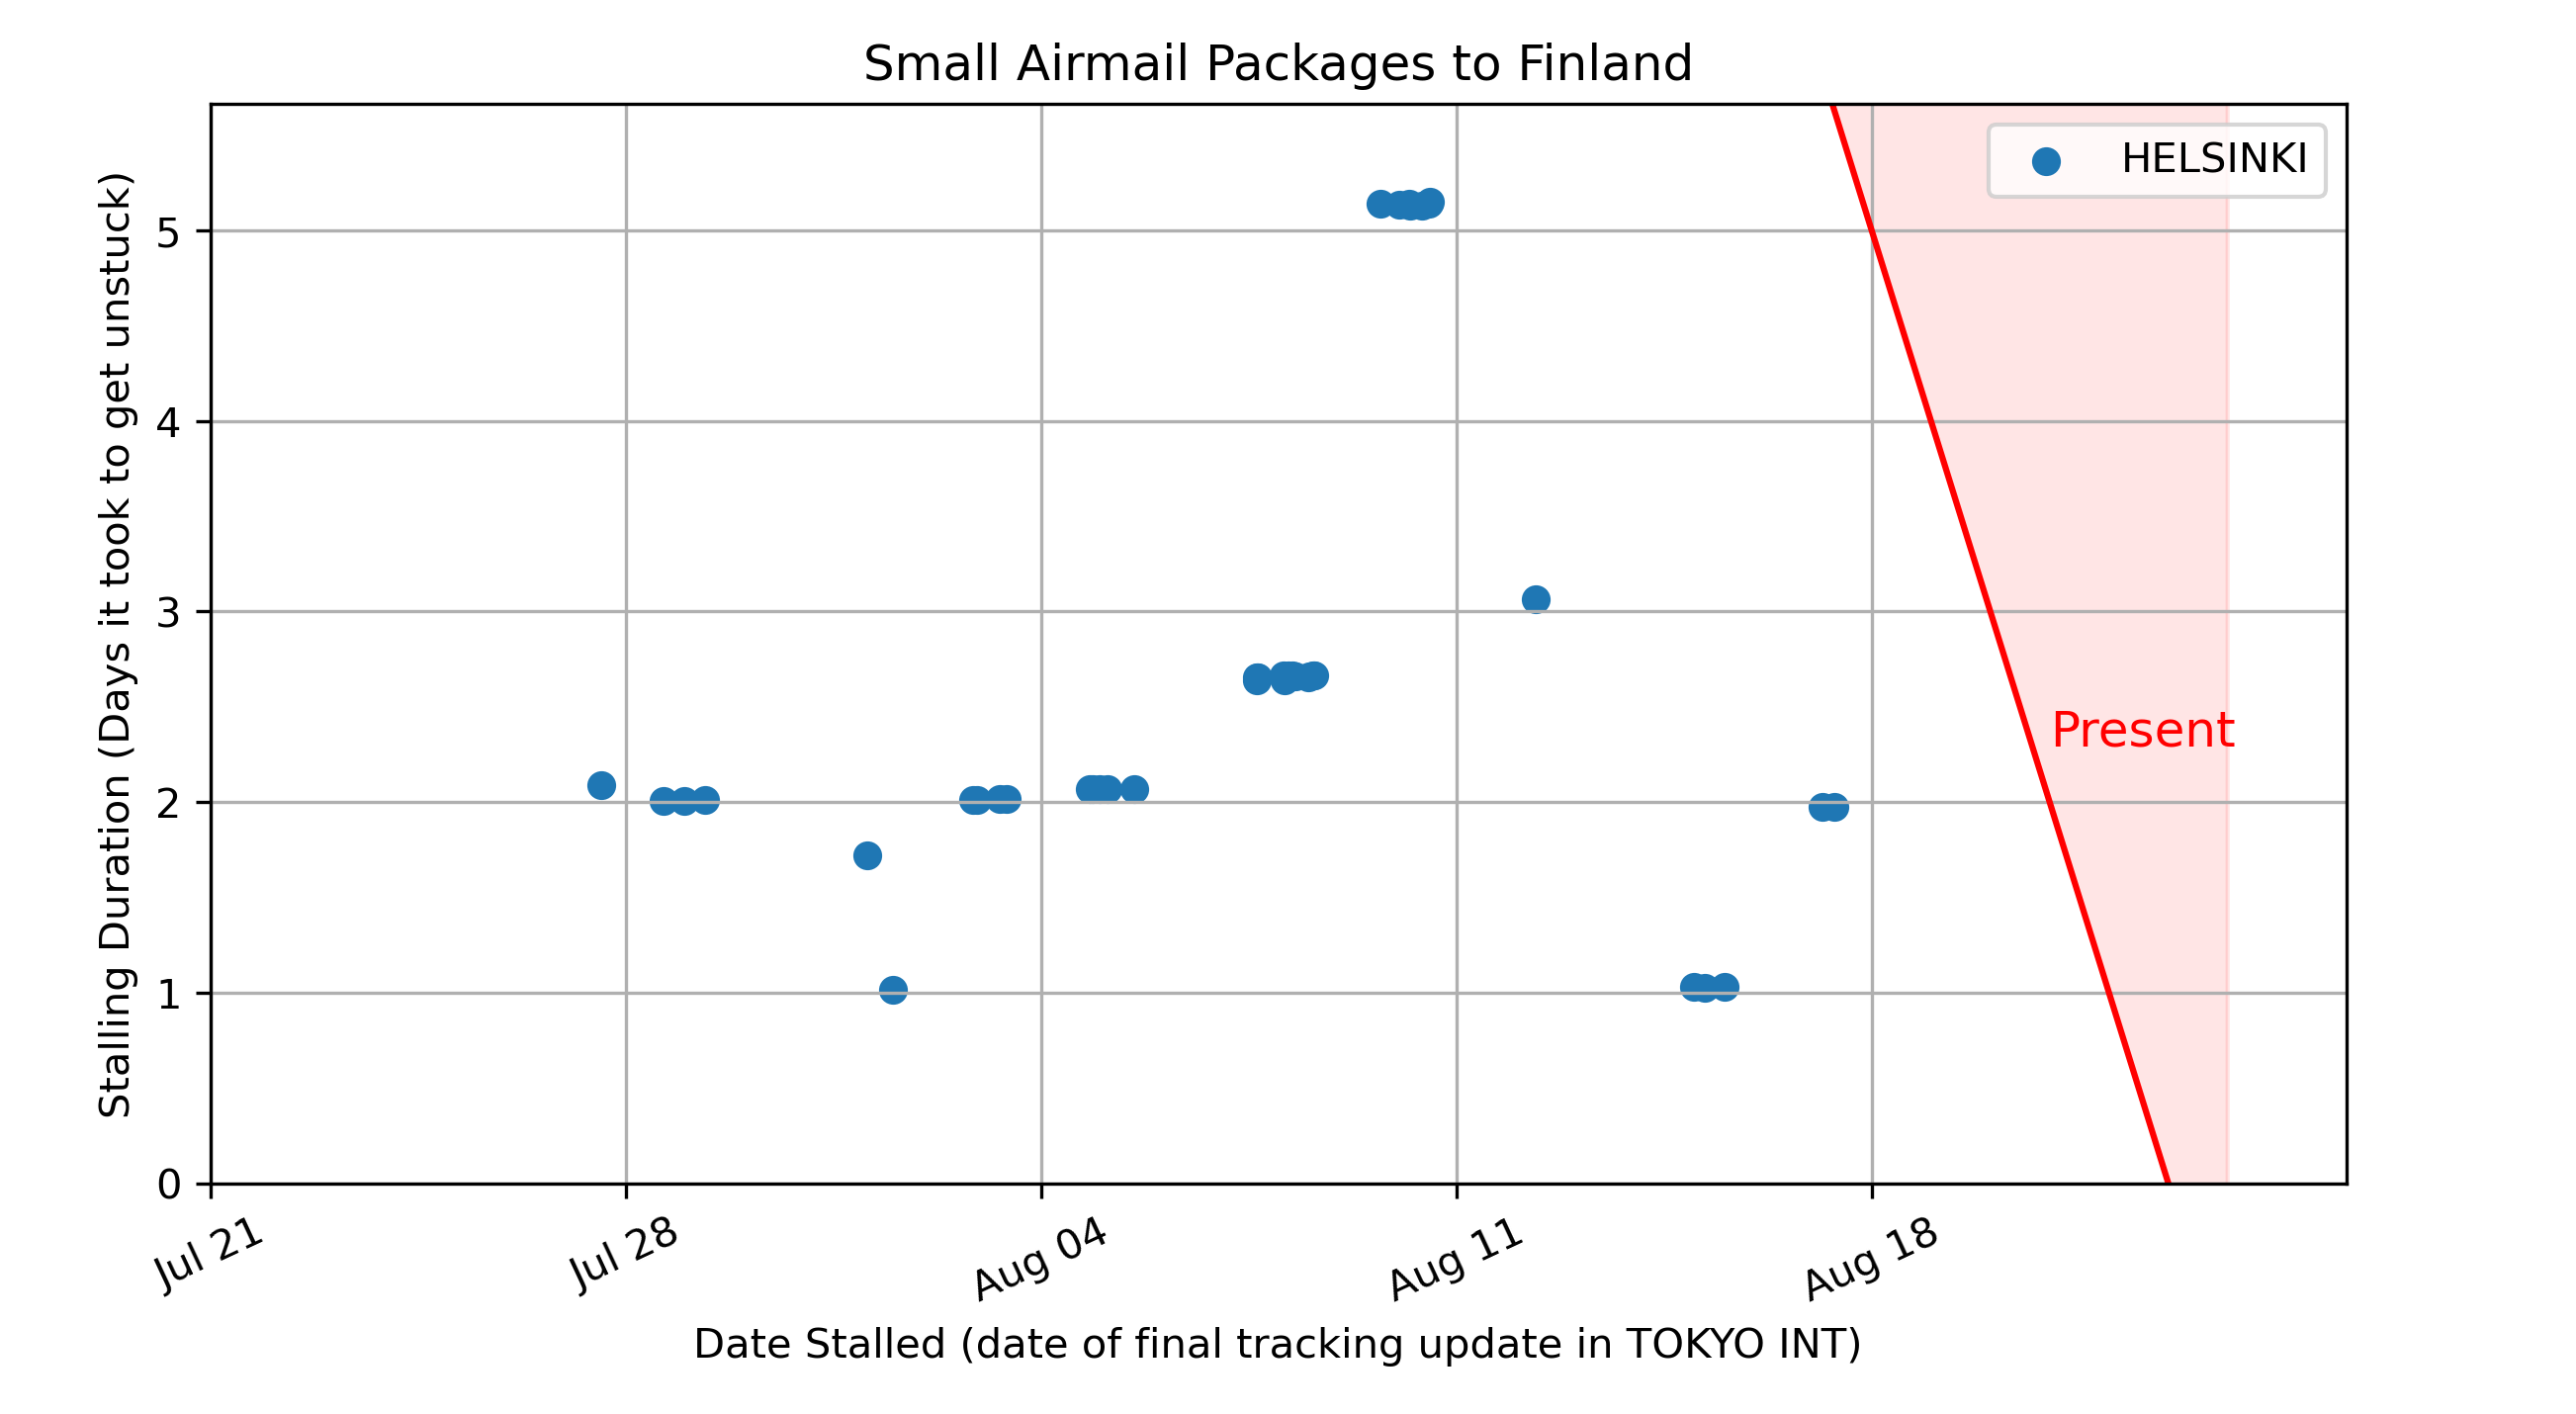 Small Airmail Packages to Finland
HELSINKI
Stalling Duration (Days it took to get unstuck)
5
4
3
2
1
0
Present
Jul 21
Jul 28
Aug 04
Aug 11
Aug 18
Date Stalled (date of final tracking update in TOKYO INT)